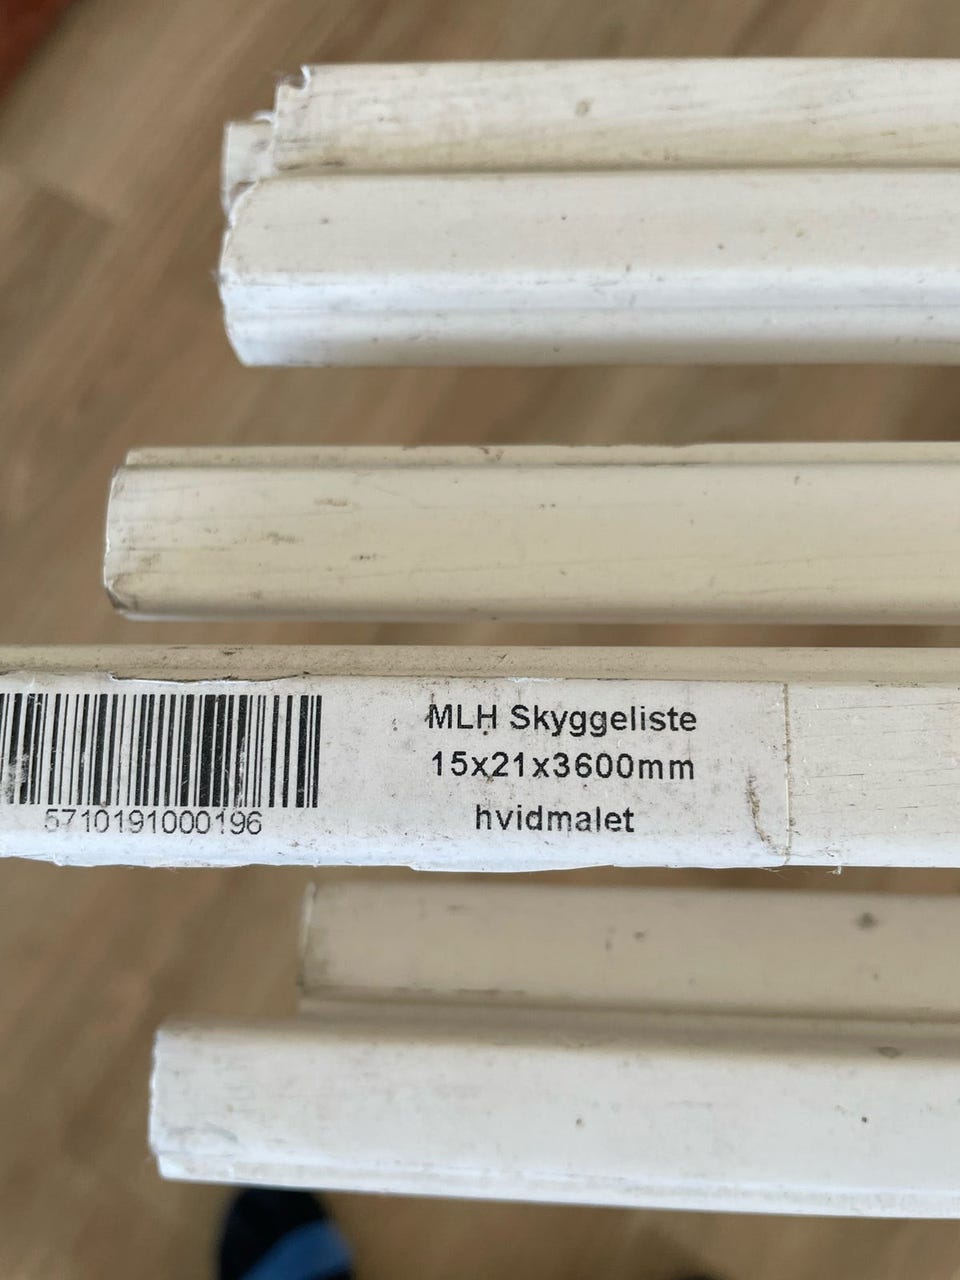 MLH Skyggeliste
15x21x3600mm
hvidmalet
5710191000196